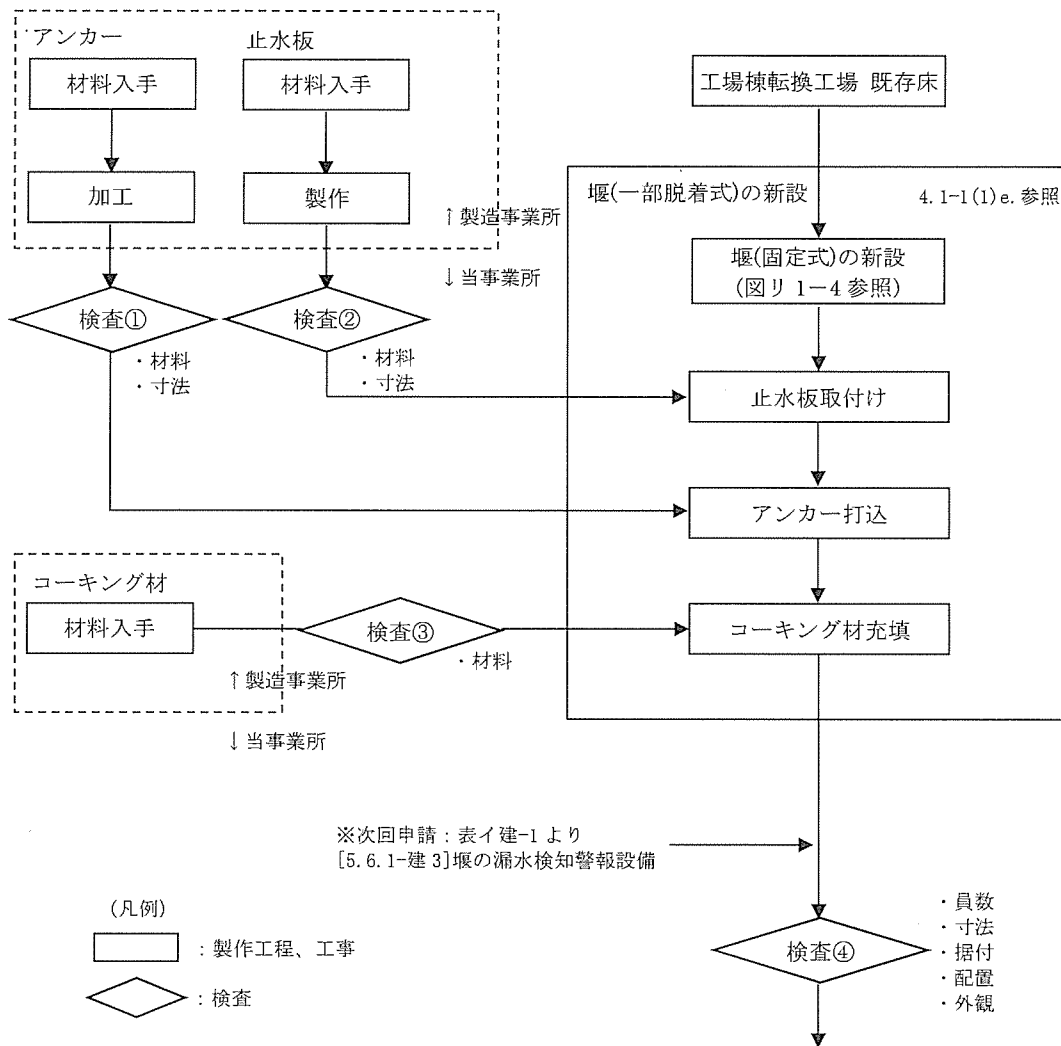 アンカー
材料入手
加工
止水板
材料入手
製作
↑製造事業所
↓当事業所
検査①
・材料
・寸法
検査②
・材料
・寸法
工場棟転換工場 既存床
堰(一部脱着式)の新設
4.1-1(1)e.参照
堰(固定式)の新設
(図リ 1-4 参照)
止水板取付け
アンカー打込
コーキング材
材料入手
検査③
・材料
コーキング材充填
↑製造事業所
↓当事業所
※次回申請：表イ建-1 より
[5.6.1-建 3]堰の漏水検知警報設備
検査④
・員数
・寸法
・据付
・配置
・外観
(凡例)
：製作工程、工事
：検査